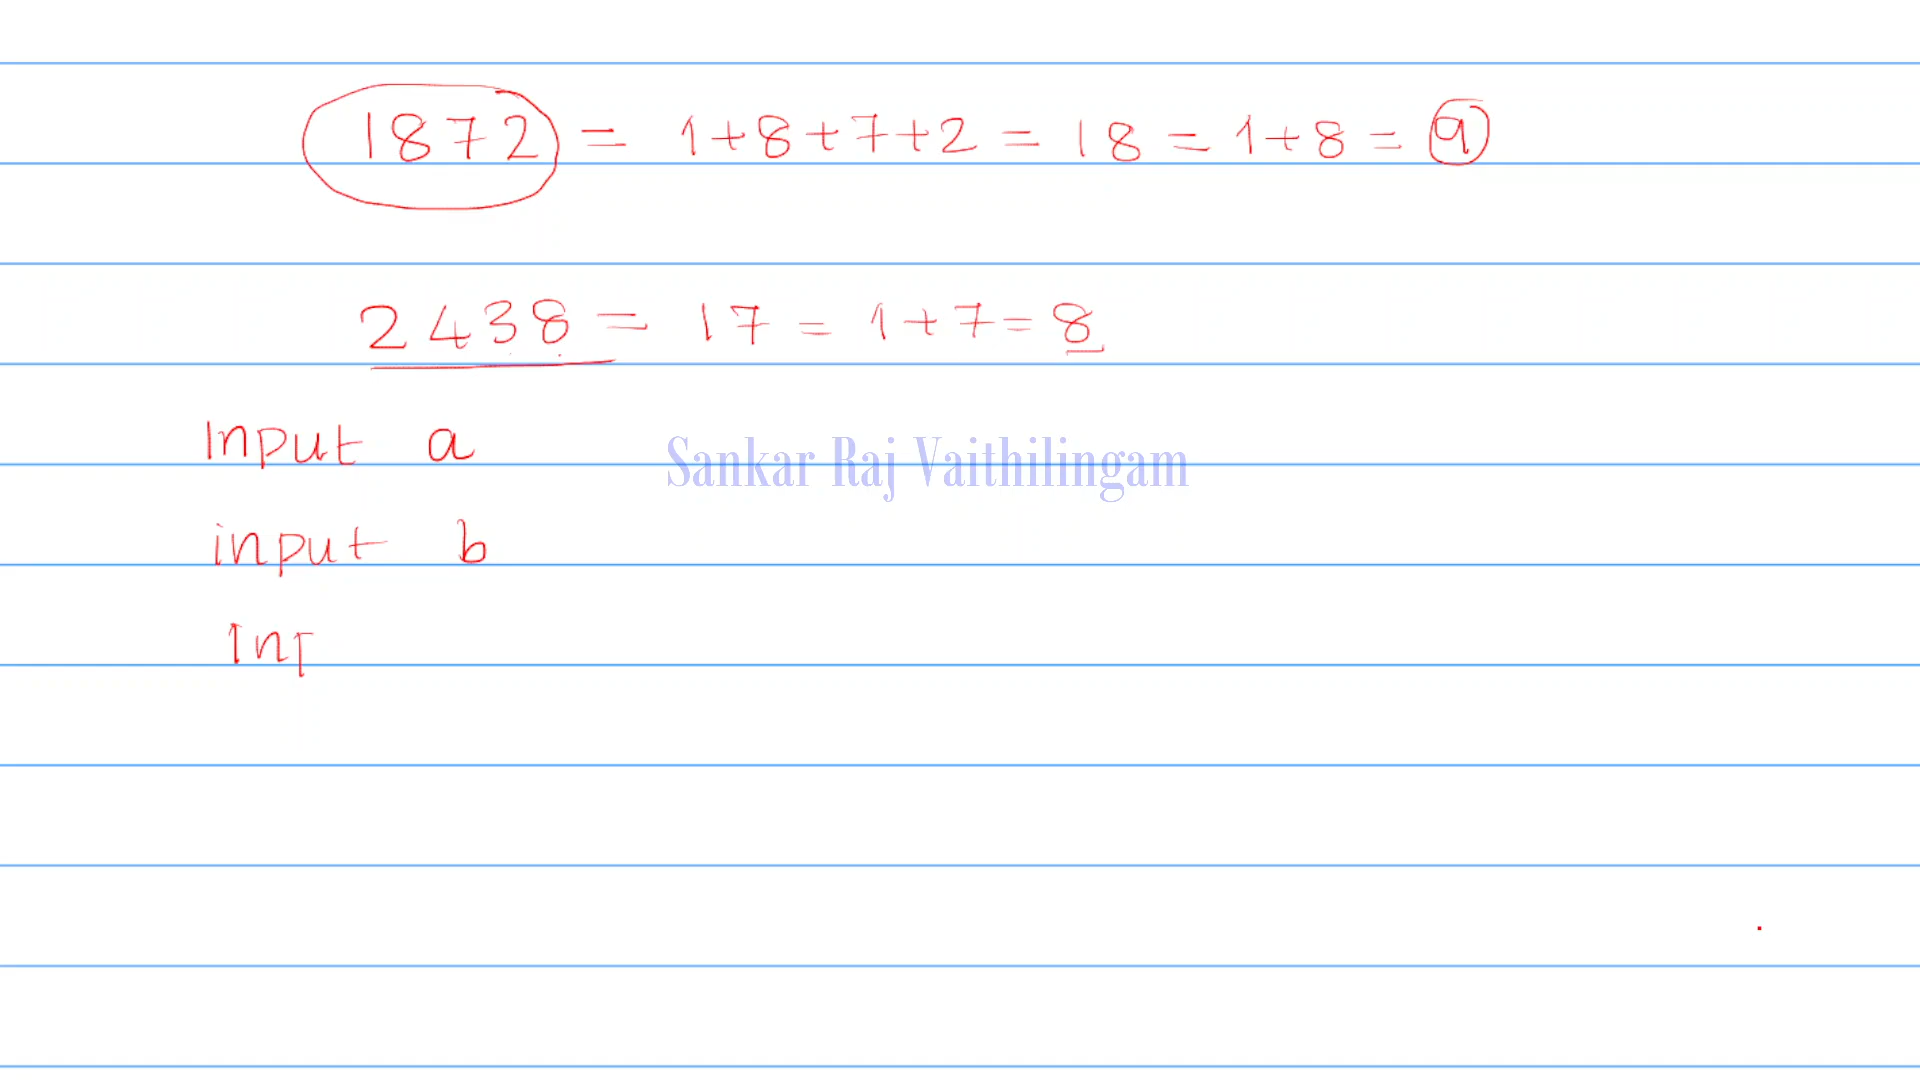 1872 = 1+8+7+2 = 18 = 1+8 = 9
2438 = 17 = 1+7=8
Input a
Sankar Raj Vaithilingam
input b
Inp